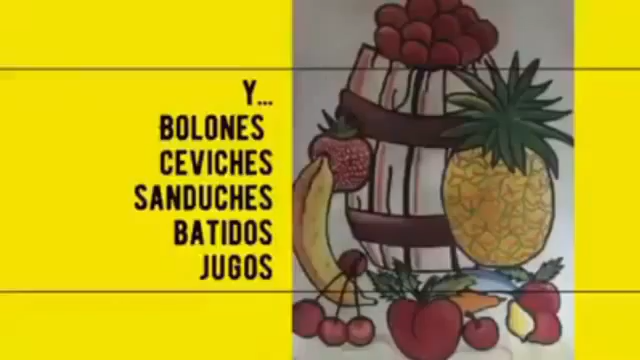 Y...
BOLONES
CEVICHES
SANDUCHES
BATIDOS
JUGOS